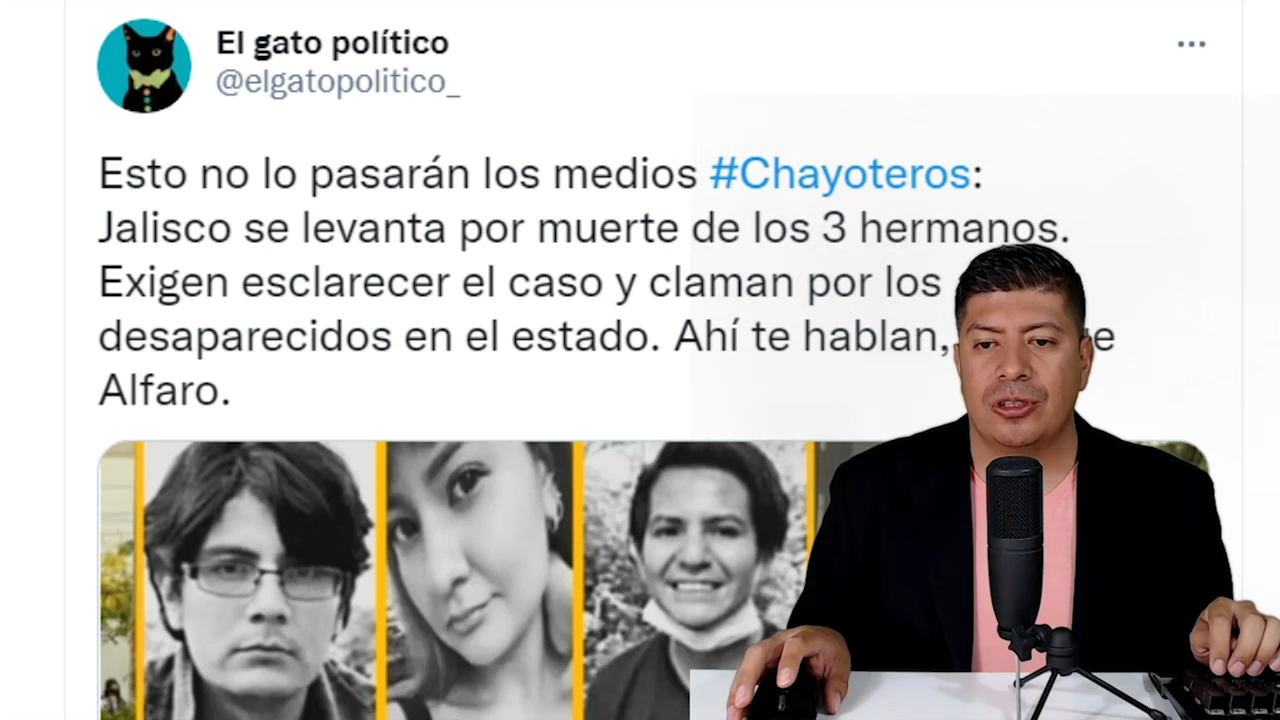 El gato político
@elgatopolitico_
Esto no lo pasarán los medios #Chayoteros:
Jalisco se levanta por muerte de los 3 hermanos.
Exigen esclarecer el caso y claman por los
desaparecidos en el estado. Ahí te hablan,
Alfaro.